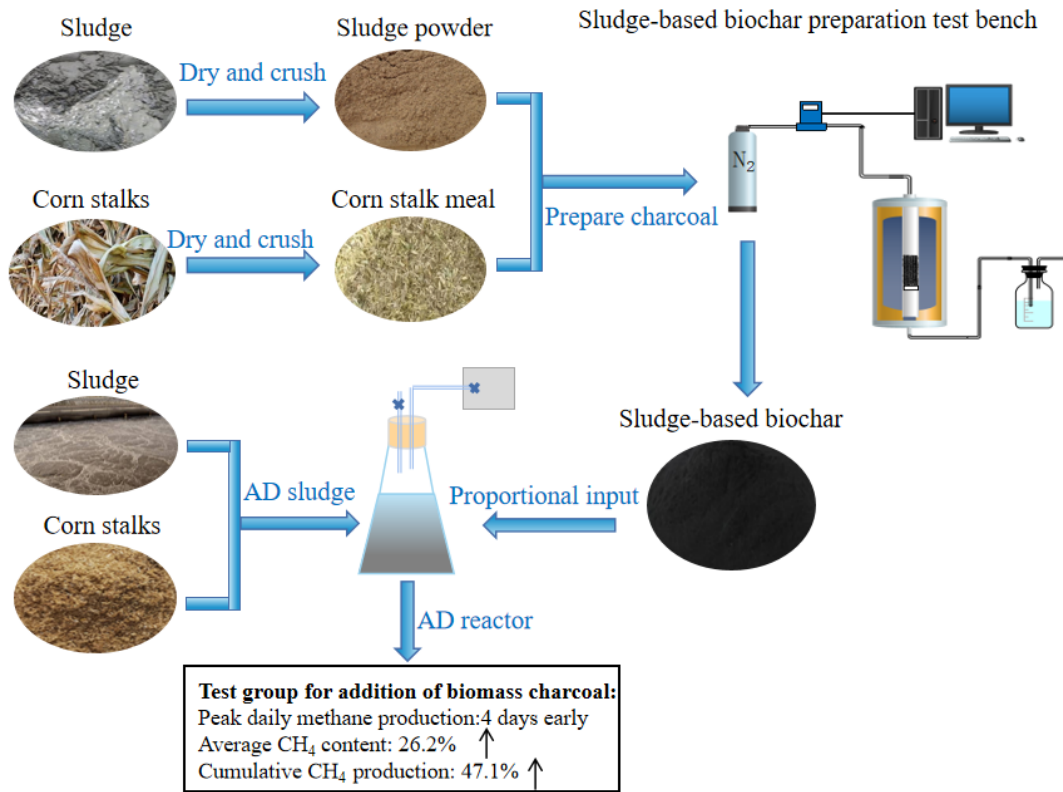 Sludge
Sludge powder
Sludge-based biochar preparation test bench
Dry and crush
N₂
Corn stalks
Corn stalk meal
Dry and crush
Prepare charcoal
Sludge
Sludge-based biochar
AD sludge
Proportional input
Corn stalks
AD reactor
Test group for addition of biomass charcoal:
Peak daily methane production:4 days early
Average CH₄ content: 26.2% ↑
Cumulative CH₄ production: 47.1% ↑